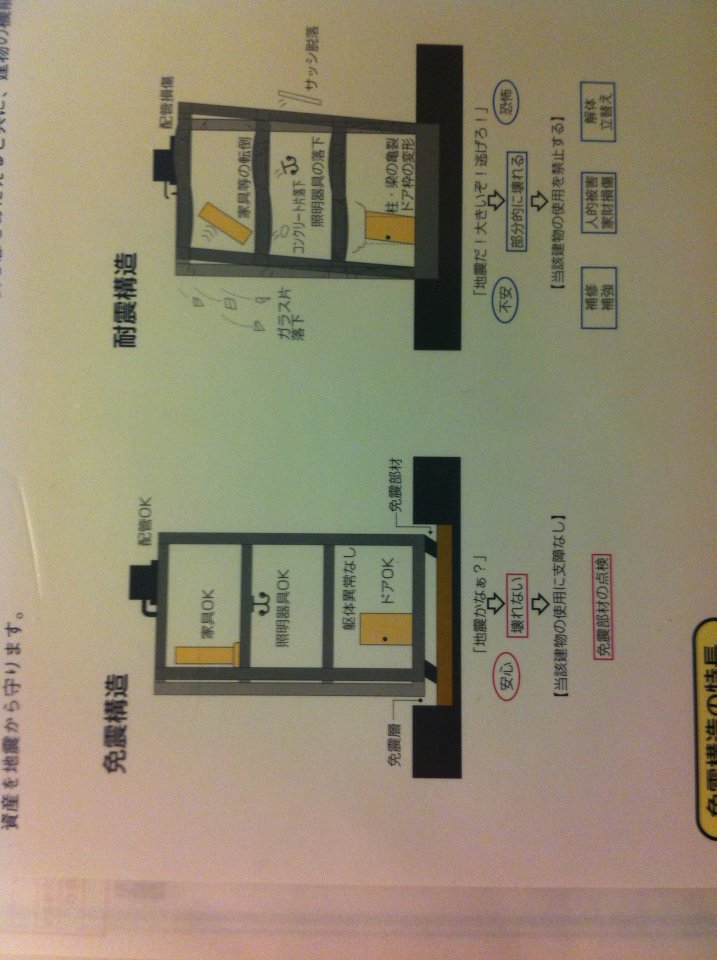 資産を地震から守ります。
免震構造
配管OK
家具OK
照明器具OK
躯体異常なし
ドアOK
免震層
免震部材
「地震かなぁ？」
安心
壊れない
【当該建物の使用に支障なし】
免震部材の点検
耐震構造
配管損傷
サッシ脱落
家具等の転倒
コンクリート片落下
照明器具の落下
ガラス片
落下
柱・梁の亀裂
ドア枠の変形
「地震だ！大きいぞ！逃げろ！」
不安
恐怖
部分的に壊れる
【当該建物の使用を禁止する】
補修
補強
人的被害
家財損傷
解体
立替え
免震構造の特長